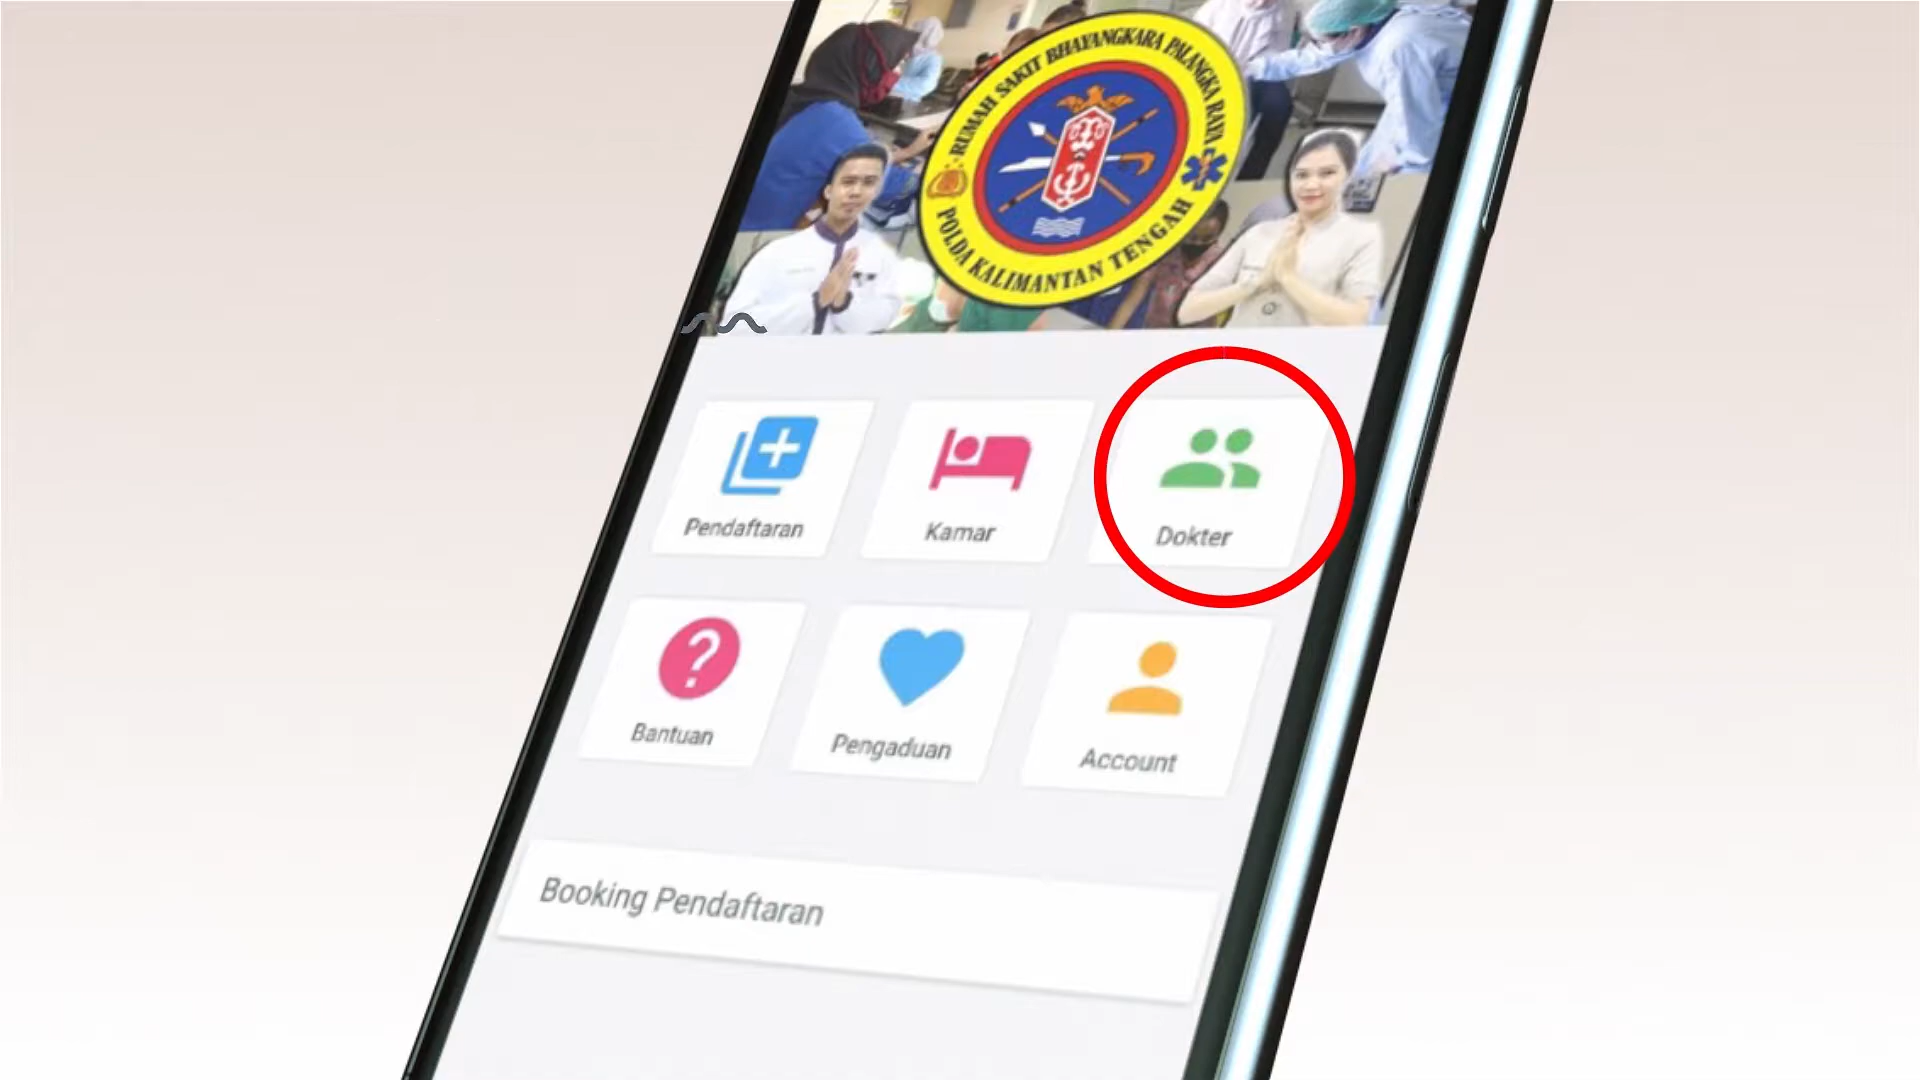 RUMAH SAKIT BHAYANGKARA PALANGKA RAYA
POLDA KALIMANTAN TENGAH
Pendaftaran
Kamar
Dokter
Bantuan
Pengaduan
Account
Booking Pendaftaran